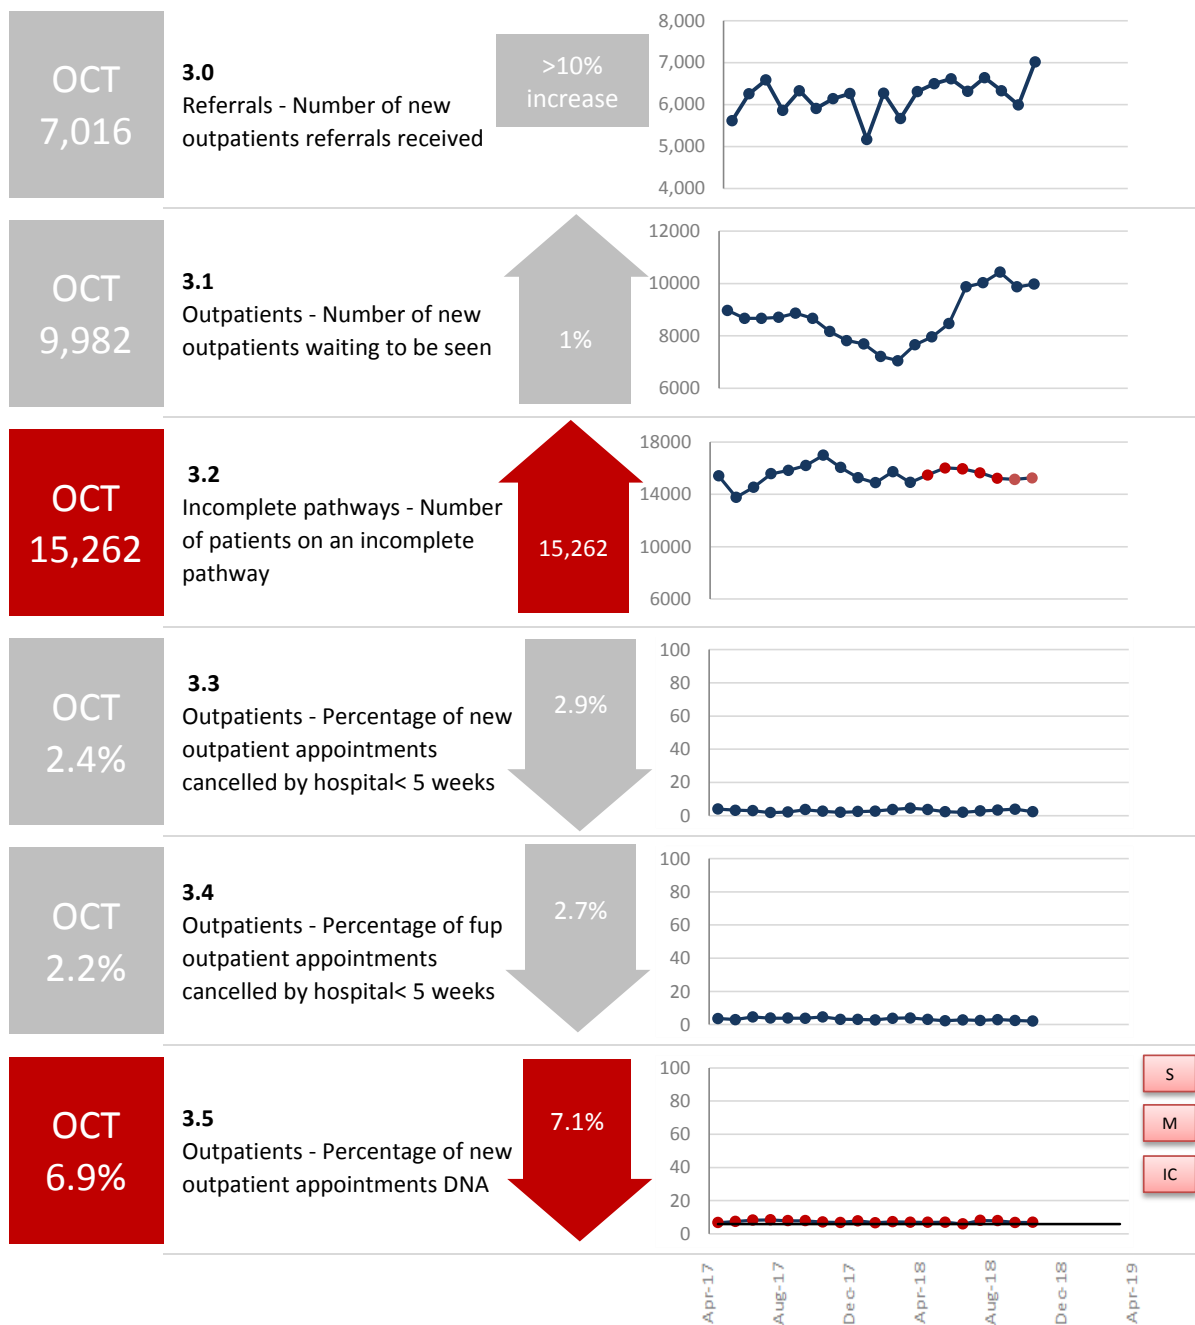 OCT
7,016
3.0
Referrals - Number of new
outpatients referrals received
>10%
increase
8,000
7,000
6,000
5,000
4,000
OCT
9,982
3.1
Outpatients - Number of new
outpatients waiting to be seen
1%
12000
10000
8000
6000
OCT
15,262
3.2
Incomplete pathways - Number
of patients on an incomplete
pathway
15,262
18000
14000
10000
6000
OCT
2.4%
3.3
Outpatients - Percentage of new
outpatient appointments
cancelled by hospital< 5 weeks
2.9%
100
80
60
40
20
0
OCT
2.2%
3.4
Outpatients - Percentage of fup
outpatient appointments
cancelled by hospital< 5 weeks
2.7%
100
80
60
40
20
0
OCT
6.9%
3.5
Outpatients - Percentage of new
outpatient appointments DNA
7.1%
100
80
60
40
20
0
S
M
IC
Apr-17
Aug-17
Dec-17
Apr-18
Aug-18
Dec-18
Apr-19